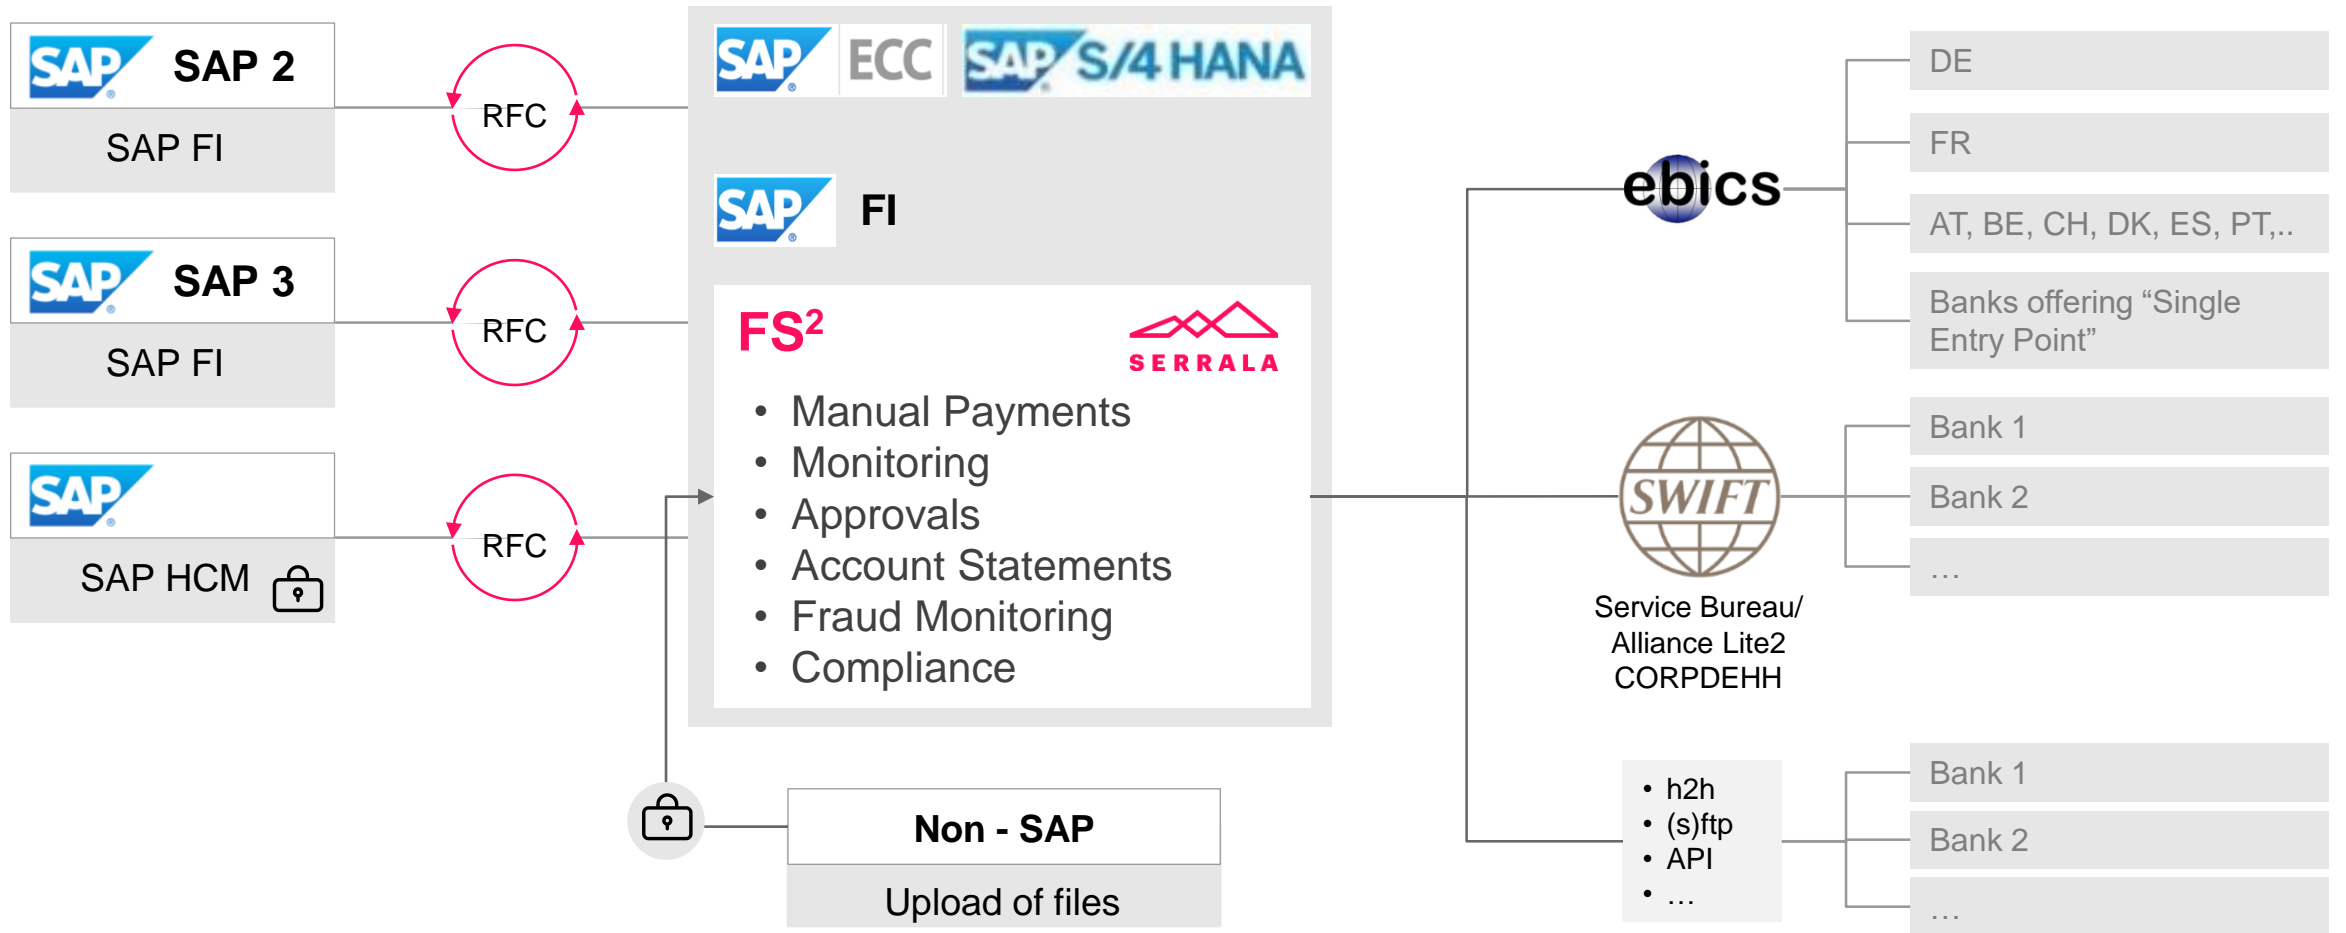 SAP SAP 2
SAP FI
RFC
SAP SAP 3
SAP FI
RFC
SAP
SAP HCM
RFC
SAP ECC SAP S/4 HANA
SAP FI
FS²
SERRALA
• Manual Payments
• Monitoring
• Approvals
• Account Statements
• Fraud Monitoring
• Compliance
Non - SAP
Upload of files
ebics
DE
FR
AT, BE, CH, DK, ES, PT,..
Banks offering “Single
Entry Point”
SWIFT
Service Bureau/
Alliance Lite2
CORPDEHH
Bank 1
Bank 2
…
• h2h
• (s)ftp
• API
• …
Bank 1
Bank 2
…